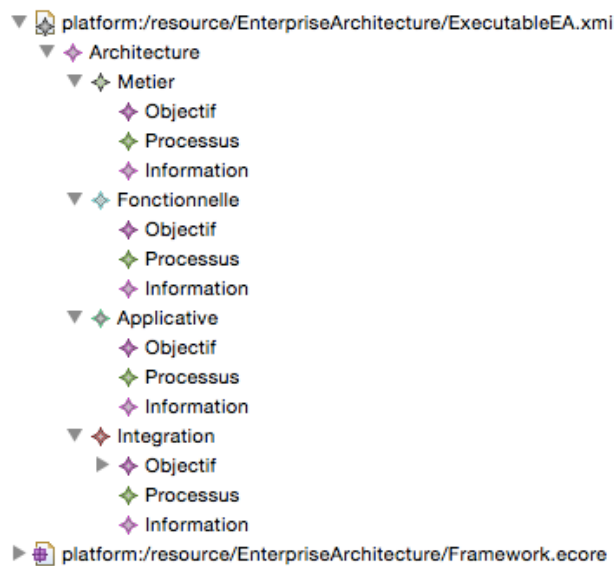 platform:/resource/EnterpriseArchitecture/ExecutableEA.xmi
Architecture
Metier
Objectif
Processus
Information
Fonctionnelle
Objectif
Processus
Information
Applicative
Objectif
Processus
Information
Integration
Objectif
Processus
Information
platform:/resource/EnterpriseArchitecture/Framework.ecore